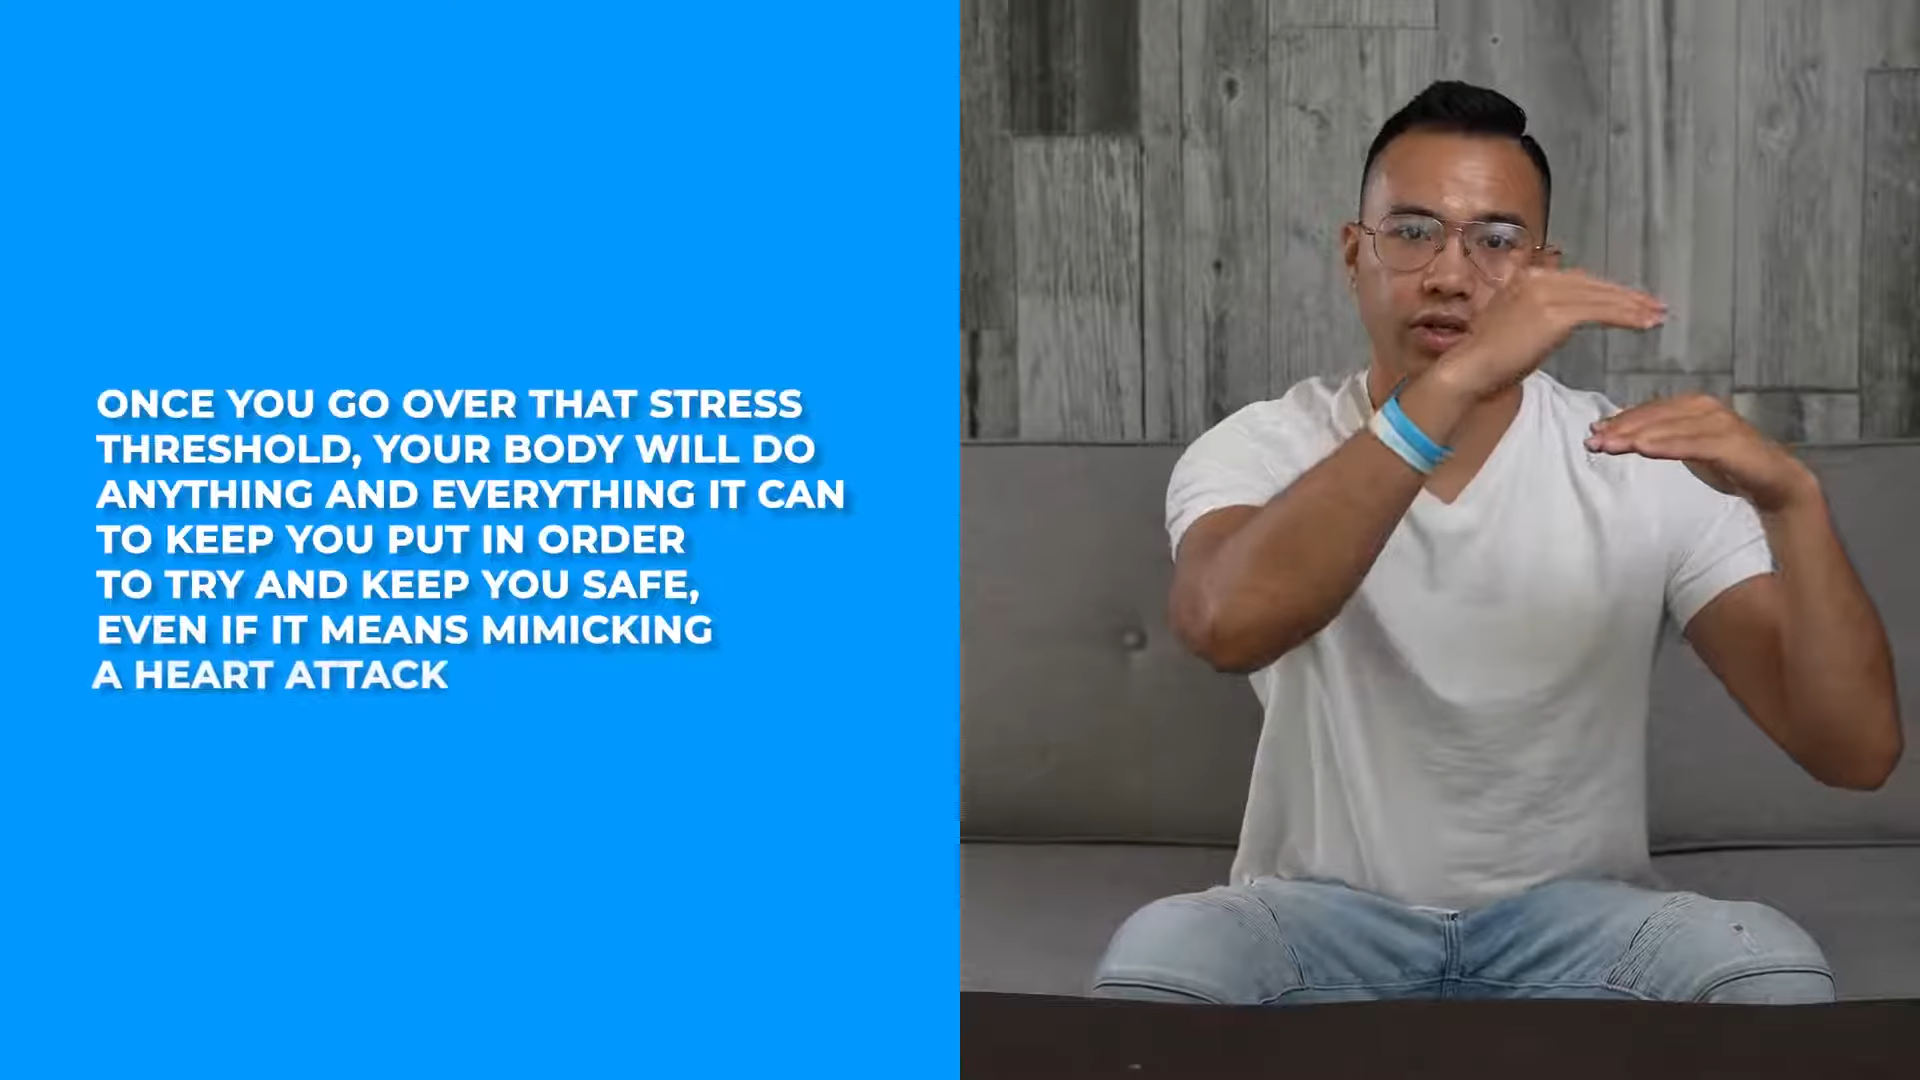 ONCE YOU GO OVER THAT STRESS
THRESHOLD, YOUR BODY WILL DO
ANYTHING AND EVERYTHING IT CAN
TO KEEP YOU PUT IN ORDER
TO TRY AND KEEP YOU SAFE,
EVEN IF IT MEANS MIMICKING
A HEART ATTACK